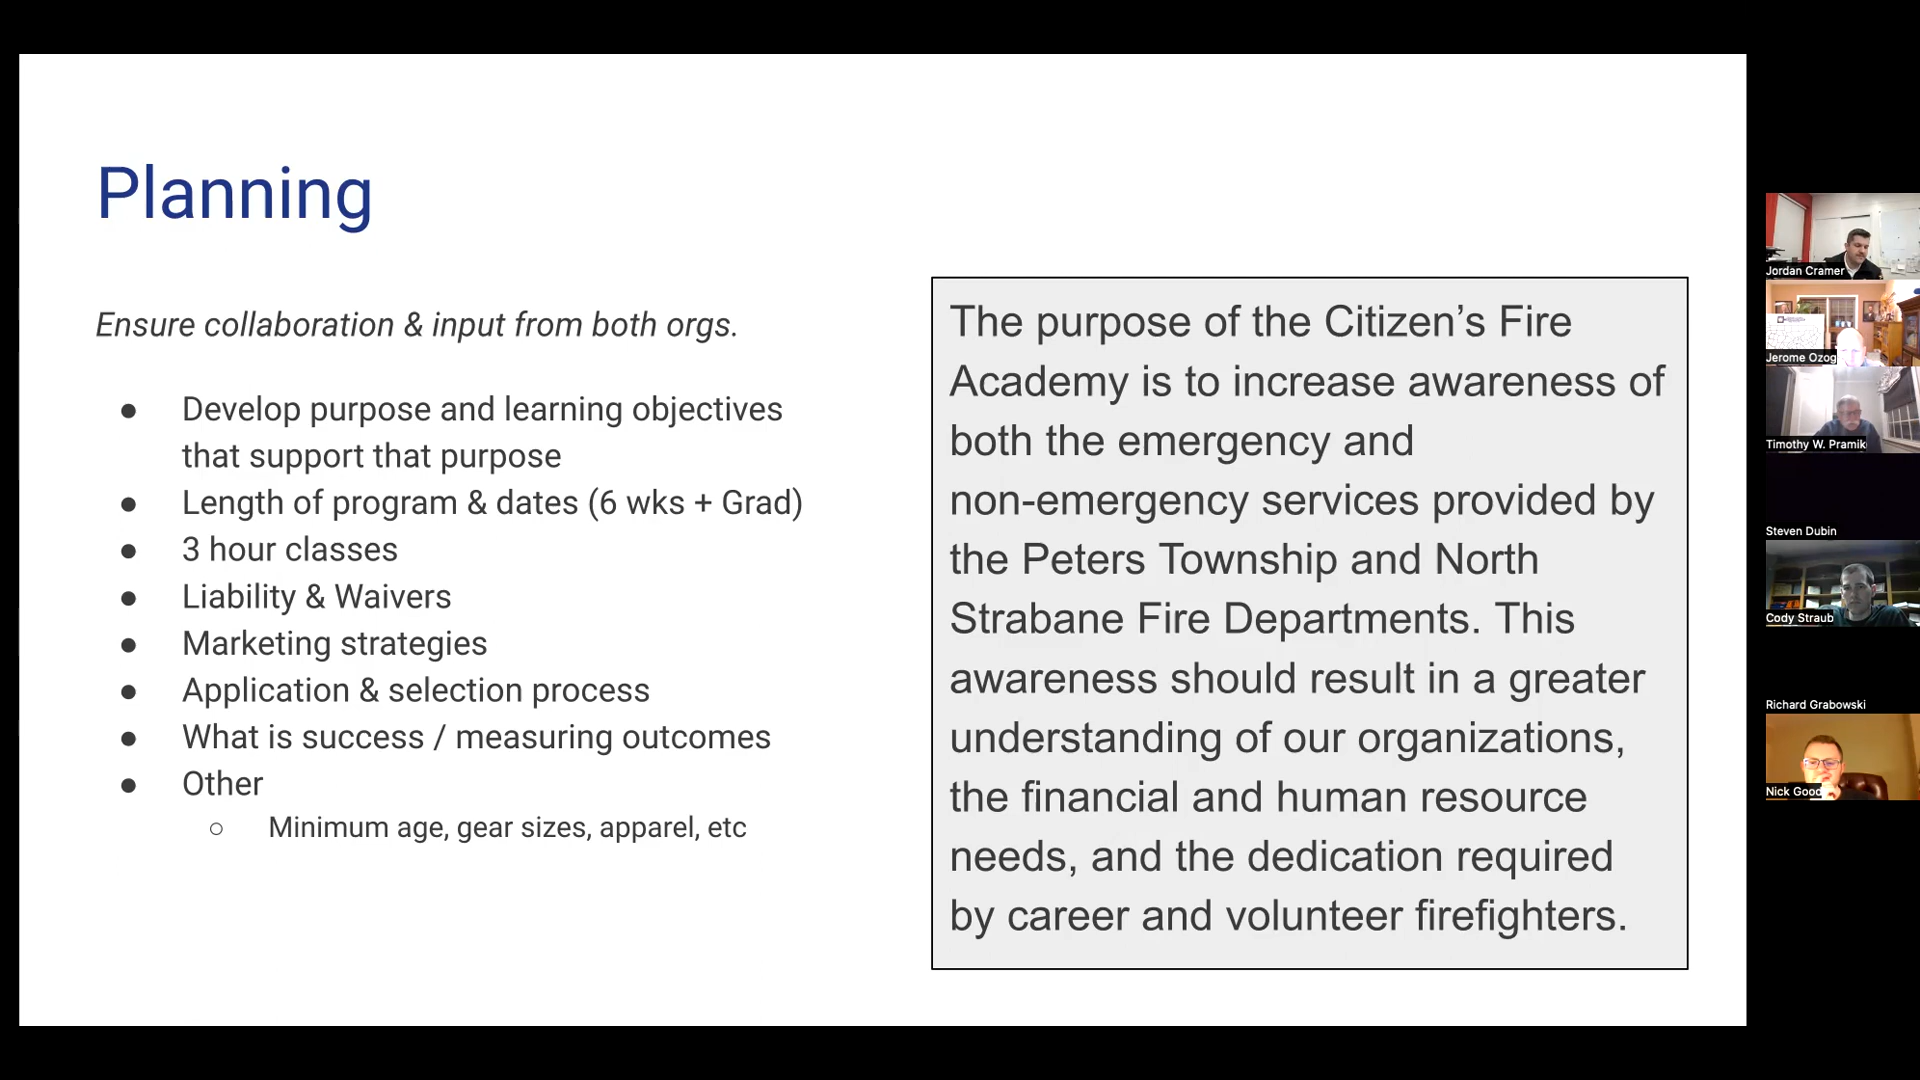 Planning
Ensure collaboration & input from both orgs.
● Develop purpose and learning objectives
that support that purpose
● Length of program & dates (6 wks + Grad)
● 3 hour classes
● Liability & Waivers
● Marketing strategies
● Application & selection process
● What is success / measuring outcomes
● Other
○ Minimum age, gear sizes, apparel, etc
The purpose of the Citizen’s Fire
Academy is to increase awareness of
both the emergency and
non-emergency services provided by
the Peters Township and North
Strabane Fire Departments. This
awareness should result in a greater
understanding of our organizations,
the financial and human resource
needs, and the dedication required
by career and volunteer firefighters.
Jordan Cramer
Jerome Ozog
Timothy W. Pramik
Steven Dubin
Cody Straub
Richard Grabowski
Nick Good